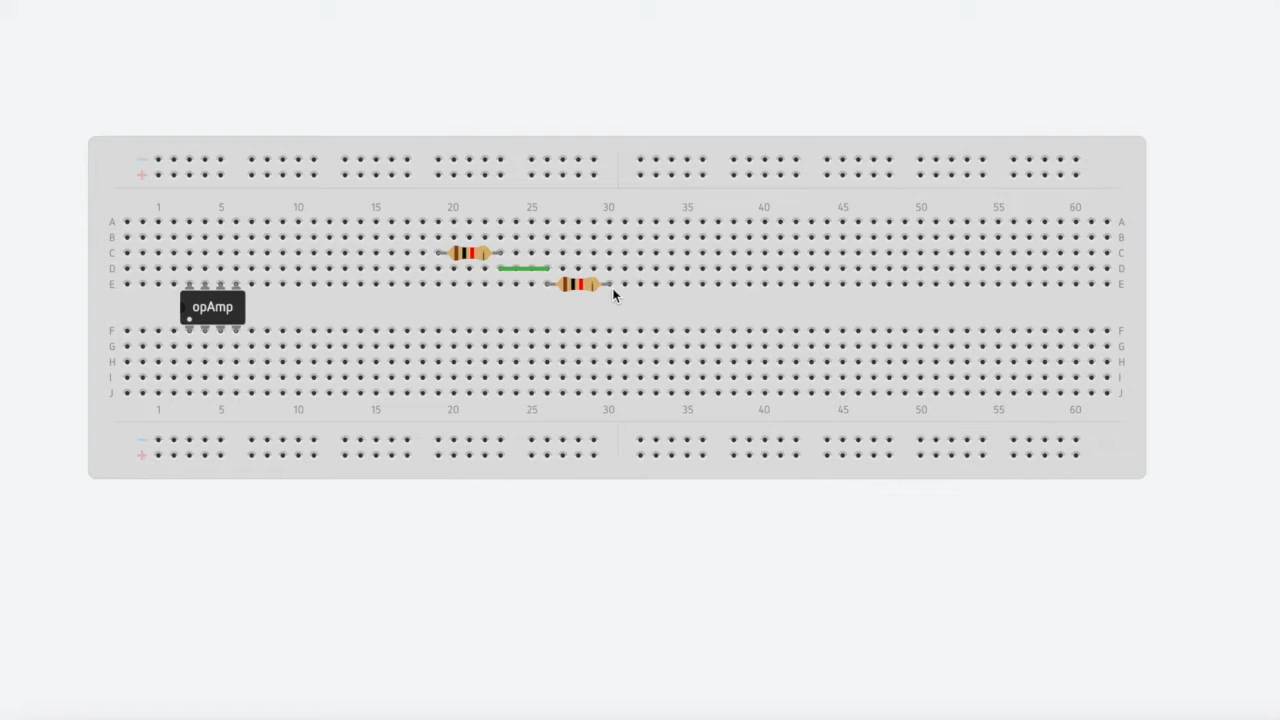 −
+
1 5 10 15 20 25 30 35 40 45 50 55 60
A A
B B
C C
D D
E E
opAmp
F F
G G
H H
I I
J J
1 5 10 15 20 25 30 35 40 45 50 55 60
−
+